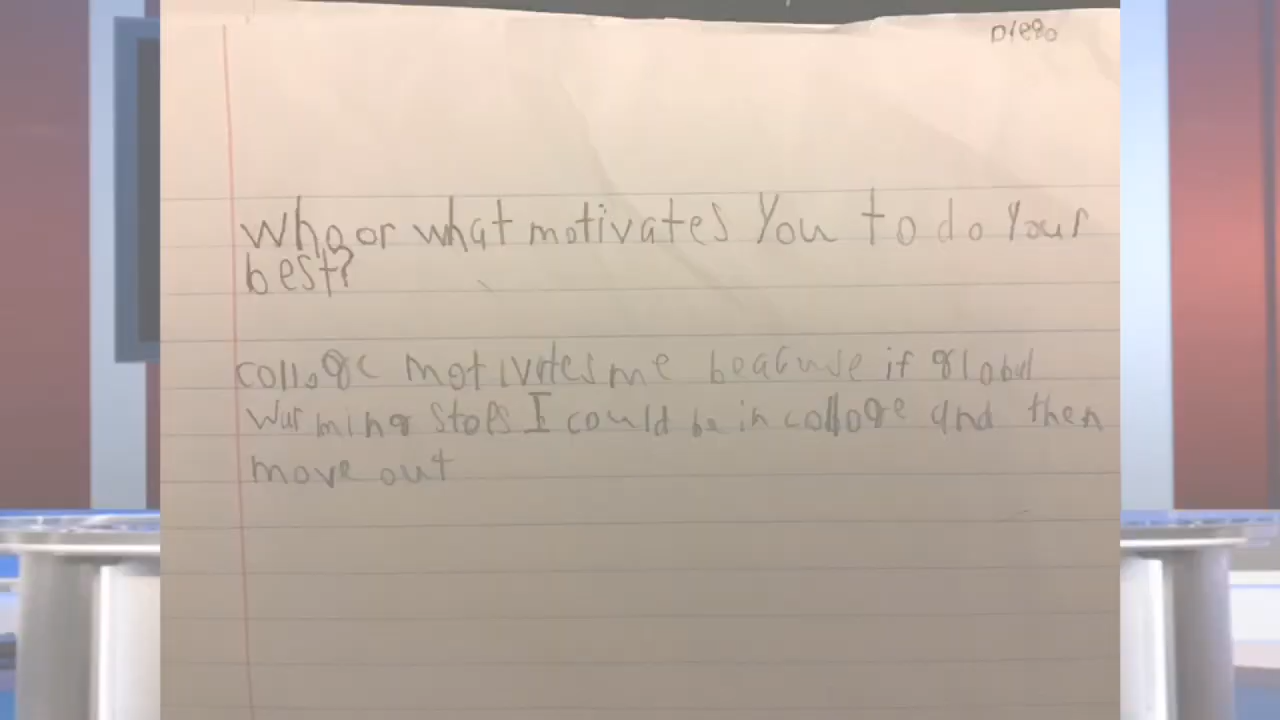 Diego
Who or what motivates You to do Your
best?
college motivates me beacuse if global
warming stops I could be in colloge and then
move out